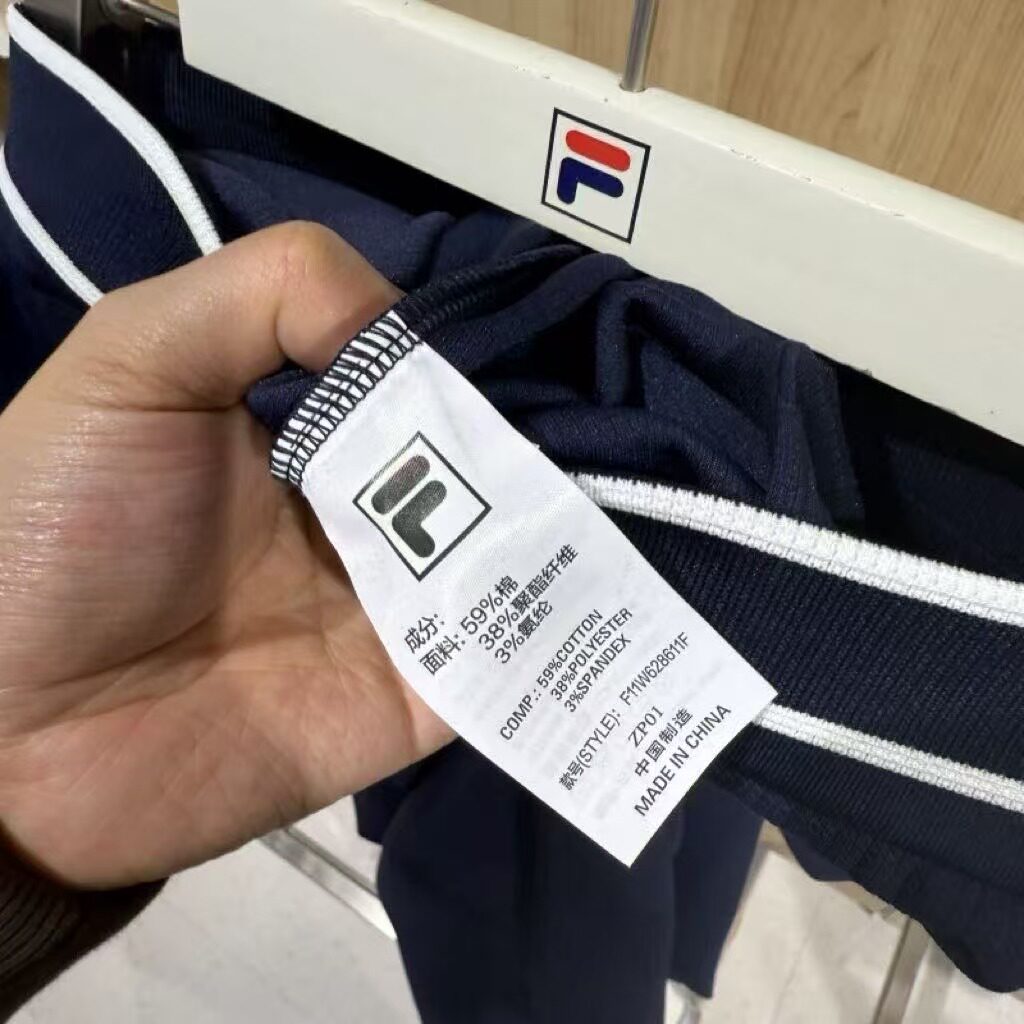 成分:
面料: 59%棉
38%聚酯纤维
3%氨纶
COMP.: 59%COTTON
38%POLYESTER
3%SPANDEX
款号(STYLE): F11W628611F
ZP01
中国制造
MADE IN CHINA